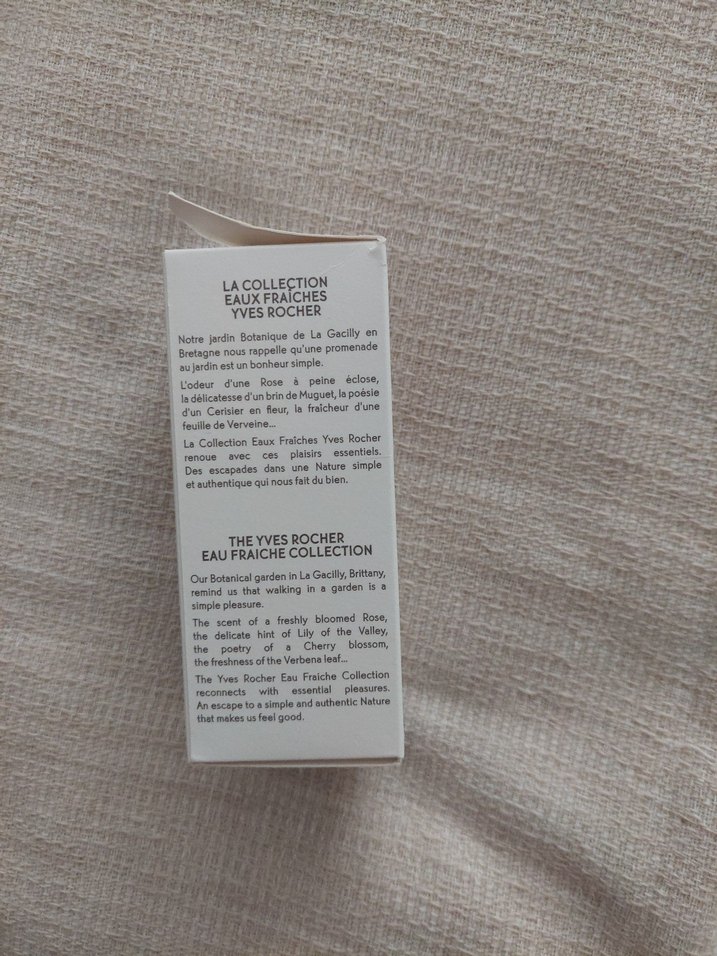 LA COLLECTION
EAUX FRAÎCHES
YVES ROCHER
Notre jardin Botanique de La Gacilly en
Bretagne nous rappelle qu'une promenade
au jardin est un bonheur simple.
L'odeur d'une Rose à peine éclose,
la délicatesse d'un brin de Muguet, la poésie
d'un Cerisier en fleur, la fraîcheur d'une
feuille de Verveine...
La Collection Eaux Fraîches Yves Rocher
renoue avec ces plaisirs essentiels.
Des escapades dans une Nature simple
et authentique qui nous fait du bien.
THE YVES ROCHER
EAU FRAICHE COLLECTION
Our Botanical garden in La Gacilly, Brittany,
remind us that walking in a garden is a
simple pleasure.
The scent of a freshly bloomed Rose,
the delicate hint of Lily of the Valley,
the poetry of a Cherry blossom,
the freshness of the Verbena leaf...
The Yves Rocher Eau Fraiche Collection
reconnects with essential pleasures.
An escape to a simple and authentic Nature
that makes us feel good.